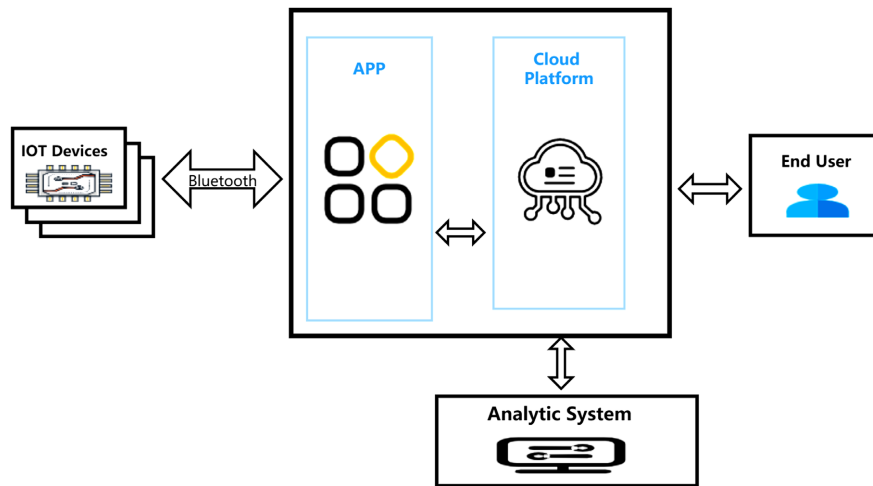 APP
Cloud
Platform
IOT Devices
Bluetooth
End User
Analytic System